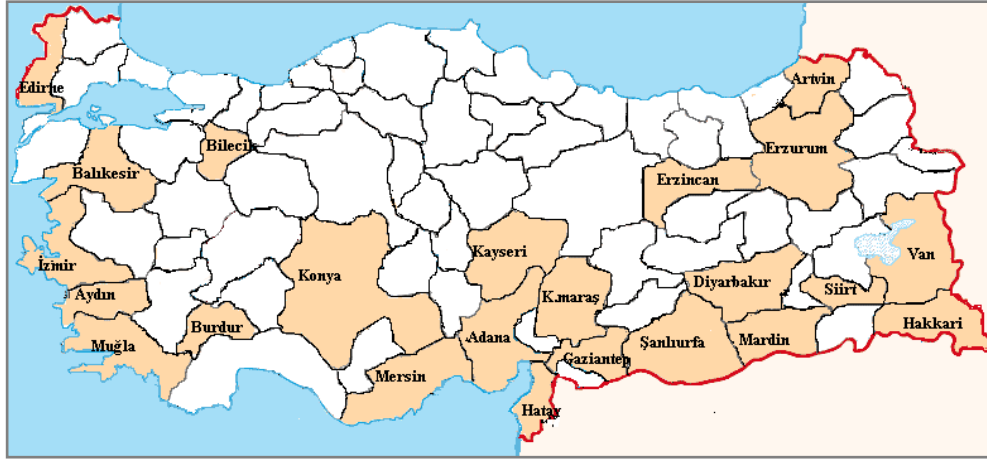 Edirne
Artvin
Bilecik
Erzurum
Balıkesir
Erzincan
Kayseri
Van
İzmir
Konya
Diyarbakır
Siirt
Aydın
K.maraş
Burdur
Hakkari
Adana
Şanlıurfa
Mardin
Muğla
Gaziantep
Mersin
Hatay